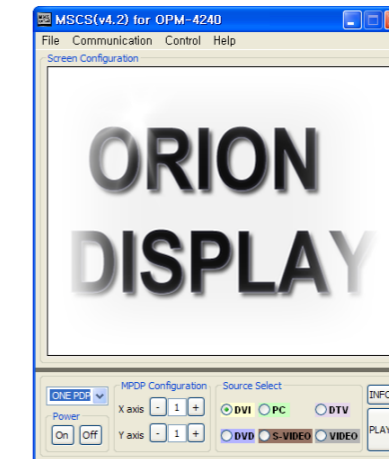 MSCS(v4.2) for OPM-4240
File Communication Control Help
Screen Configuration
ORION
DISPLAY
ONE PDP
MPDP Configuration
Source Select
INFO
X axis - 1 +
DVI PC DTV
Power
On Off
Y axis - 1 +
DVD S-VIDEO VIDEO
PLAY